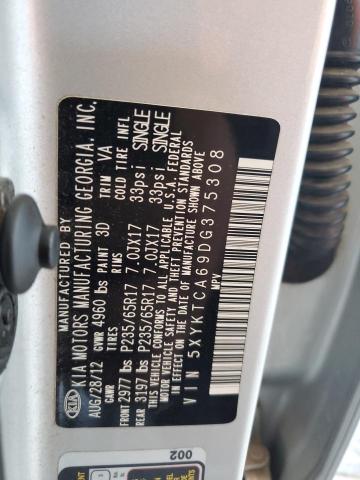 MANUFACTURED BY
KIA MOTORS MANUFACTURING GEORGIA. INC.
AUG/28/12 GVWR 4960 lbs PAINT 3D TRIM VA
GAWR RIMS COLD TIRE INFL
FRONT 2977 lbs P235/65R17 7.0JX17 33psi SINGLE
REAR 3197 lbs P235/65R17 7.0JX17 33psi SINGLE
THIS VEHICLE CONFORMS TO ALL APPLICABLE U.S. FEDERAL
MOTOR VEHICLE SAFETY, BUMPER, AND THEFT PREVENTION STANDARDS
IN EFFECT ON THE DATE OF MANUFACTURE SHOWN ABOVE
VIN 5XYKTCA69DG375308
MPV
KIA
002